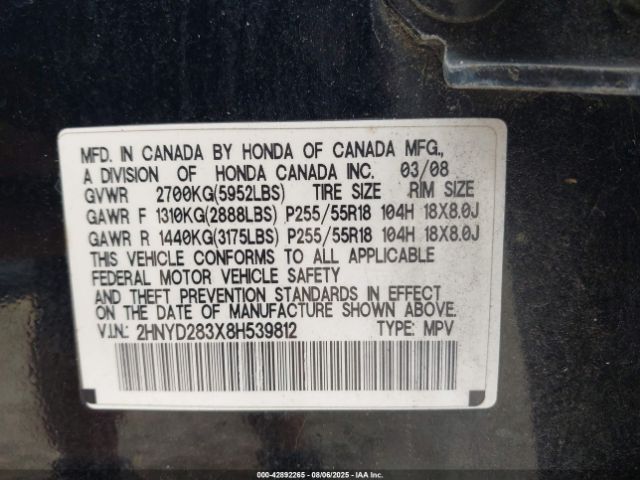 MFD. IN CANADA BY HONDA OF CANADA MFG.,
A DIVISION OF HONDA CANADA INC. 03/08
GVWR 2700KG(5952LBS) TIRE SIZE RIM SIZE
GAWR F 1310KG(2888LBS) P255/55R18 104H 18X8.0J
GAWR R 1440KG(3175LBS) P255/55R18 104H 18X8.0J
THIS VEHICLE CONFORMS TO ALL APPLICABLE
FEDERAL MOTOR VEHICLE SAFETY
AND THEFT PREVENTION STANDARDS IN EFFECT
ON THE DATE OF MANUFACTURE SHOWN ABOVE.
V.I.N.: 2HNYD283X8H539812 TYPE: MPV
000-42892265 - 08/06/2025 - IAA Inc.